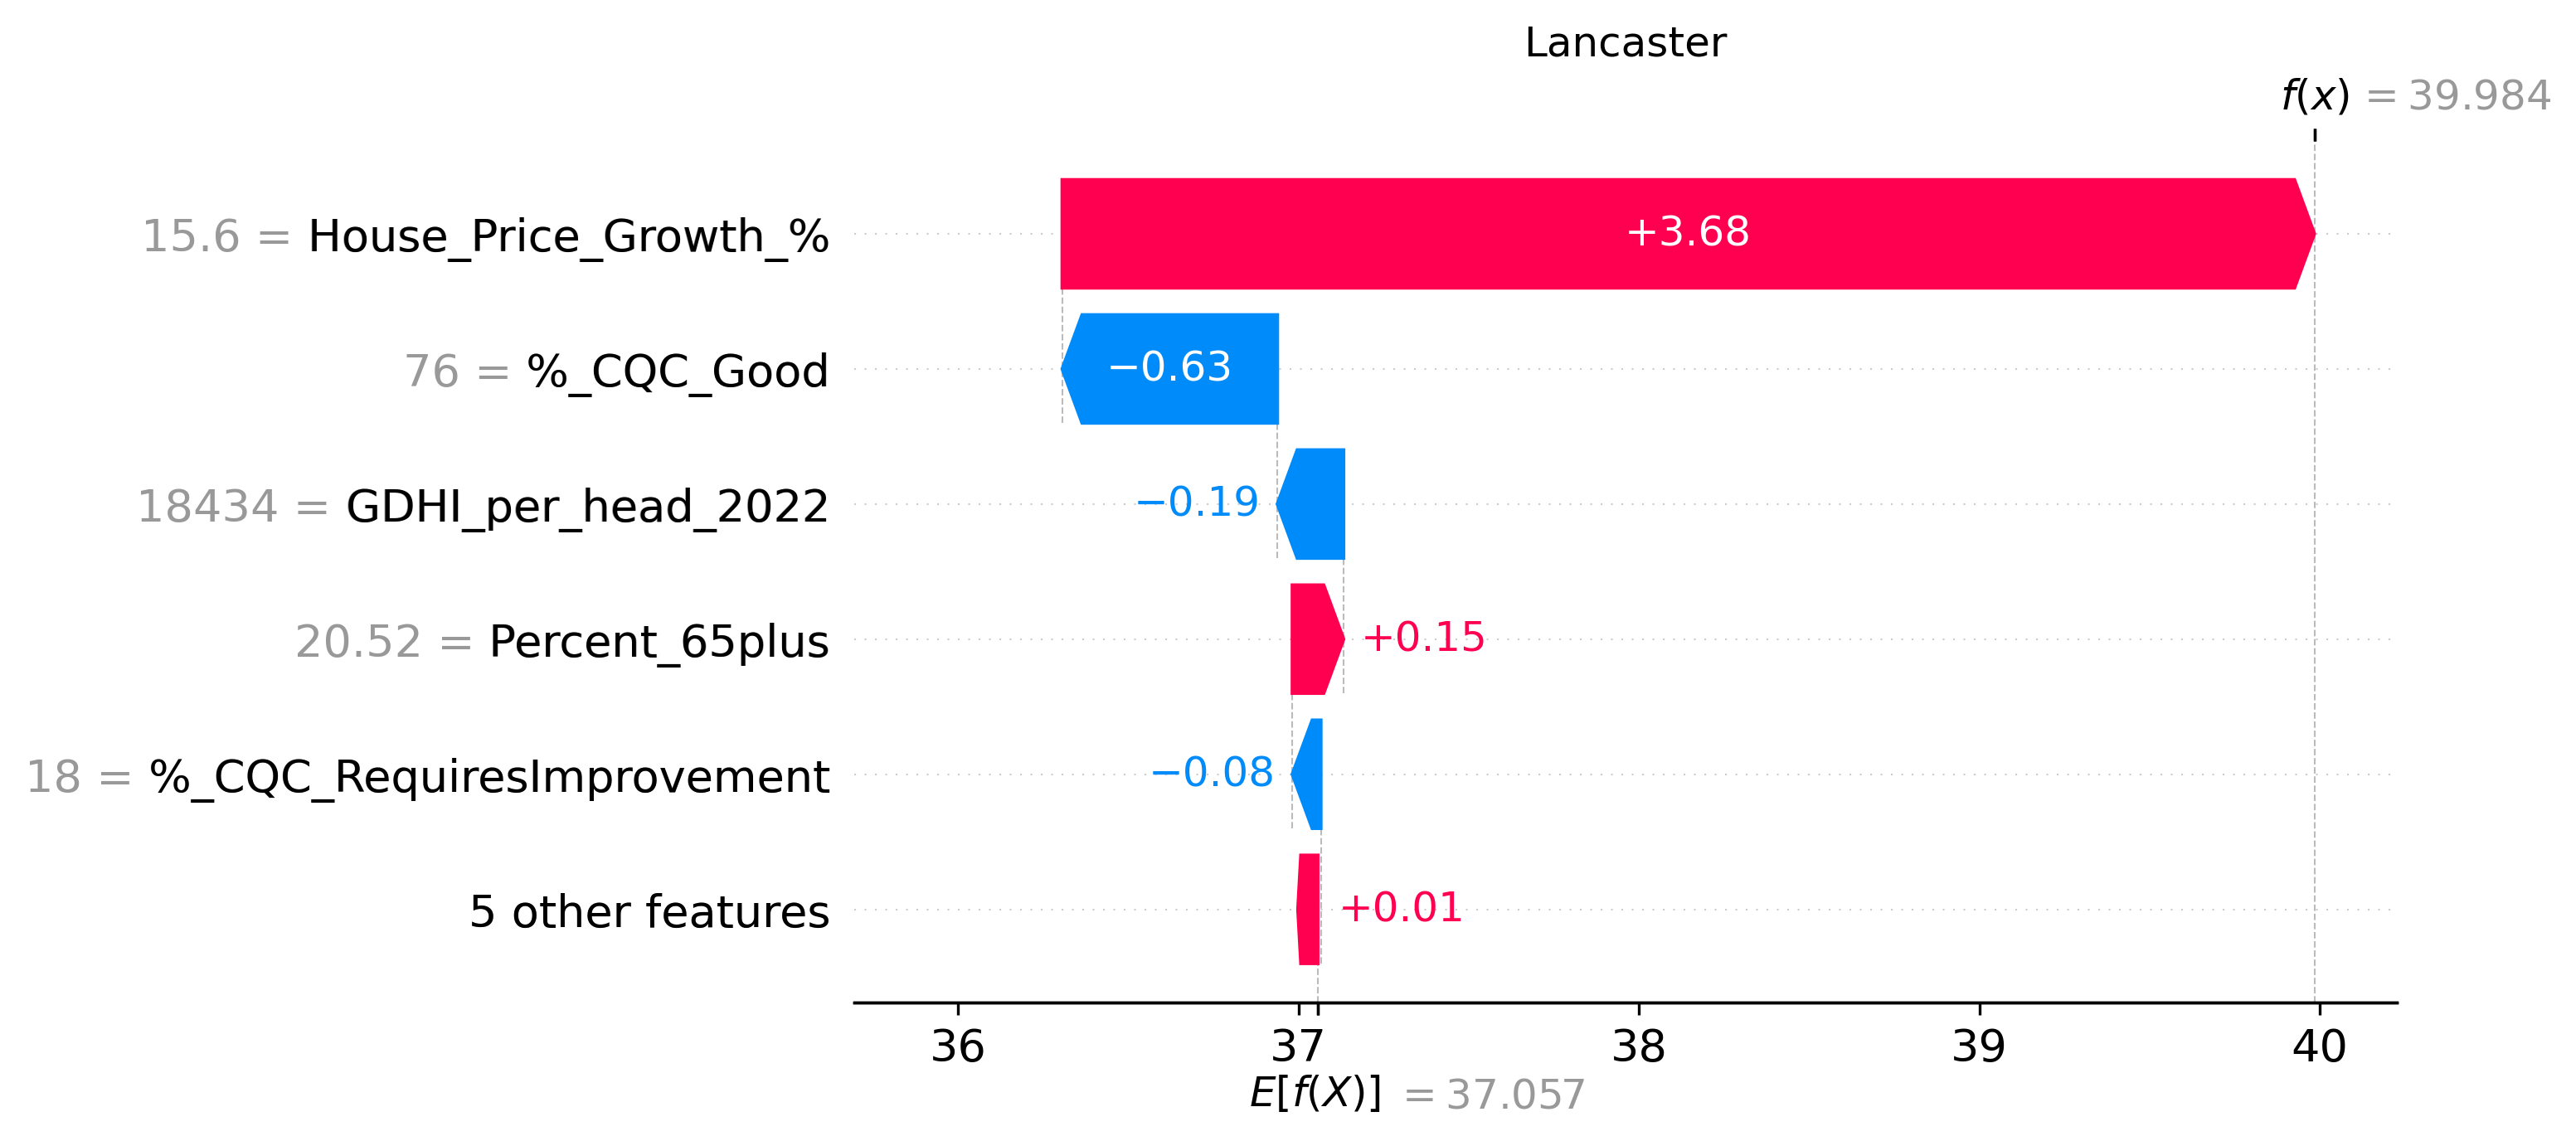 Lancaster
f(x) = 39.984
15.6 = House_Price_Growth_%
+3.68
76 = %_CQC_Good
−0.63
18434 = GDHI_per_head_2022
−0.19
20.52 = Percent_65plus
+0.15
18 = %_CQC_RequiresImprovement
−0.08
5 other features
+0.01
36 37 38 39 40
E[f(X)] = 37.057